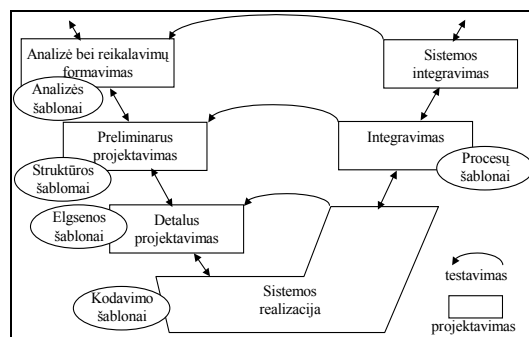 Analizė bei reikalavimų
formavimas
Analizės
šablonai
Sistemos
integravimas
Preliminarus
projektavimas
Struktūros
šablomai
Integravimas
Procesų
šablonai
Elgsenos
šablonai
Detalus
projektavimas
Kodavimo
šablonai
Sistemos
realizacija
testavimas
projektavimas